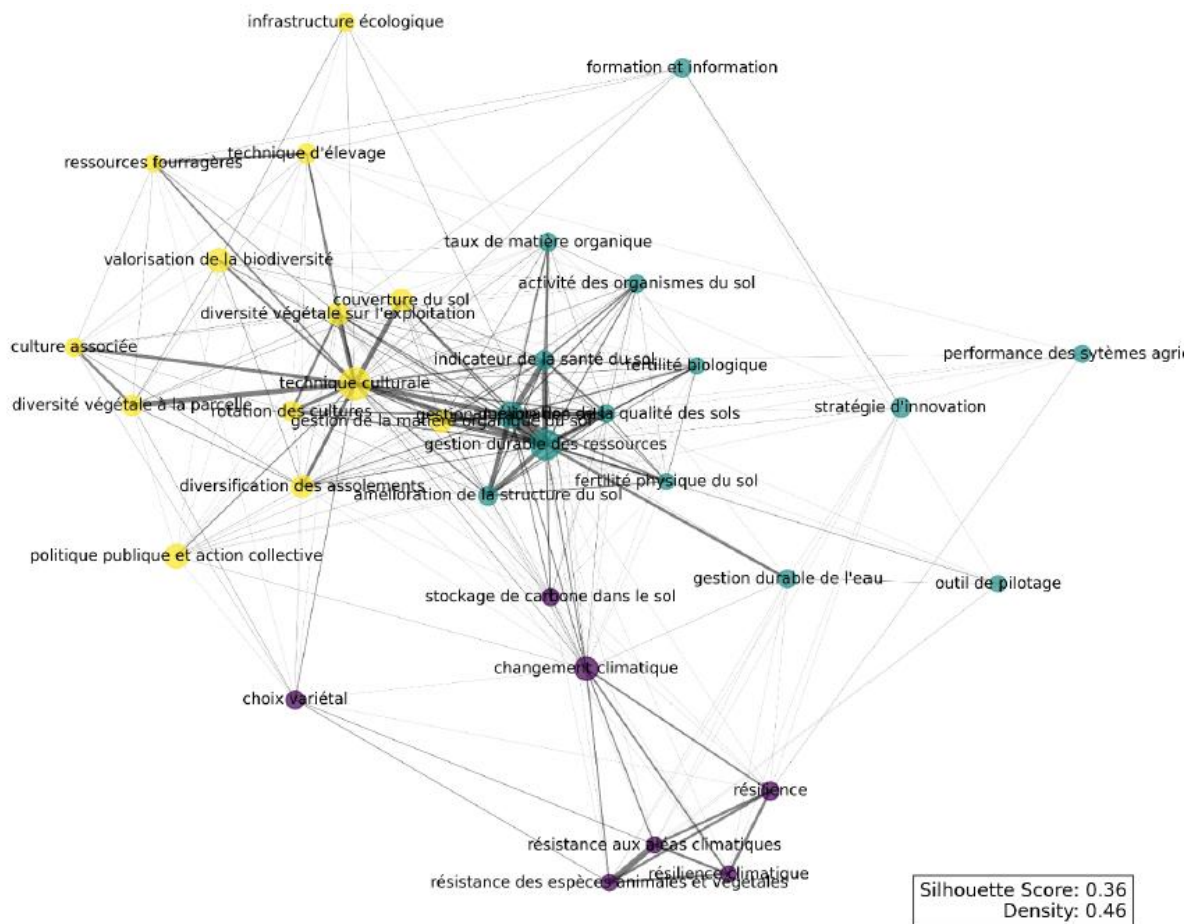 infrastructure écologique
formation et information
technique d'élevage
ressources fourragères
taux de matière organique
valorisation de la biodiversité
activité des organismes du sol
couverture du sol
diversité végétale sur l'exploitation
culture associée
indicateur de la santé du sol
performance des sytèmes agric
fertilité biologique
technique culturale
diversité végétale à la parcelle
rotation des cultures
stratégie d'innovation
amélioration de la qualité des sols
gestion de la matière organique du sol
gestion durable des ressources
fertilité physique du sol
diversification des assolements
amélioration de la structure du sol
politique publique et action collective
gestion durable de l'eau
outil de pilotage
stockage de carbone dans le sol
changement climatique
choix variétal
résilience
résistance aux aléas climatiques
résilience climatique
résistance des espèces animales et végétales
Silhouette Score: 0.36
Density: 0.46